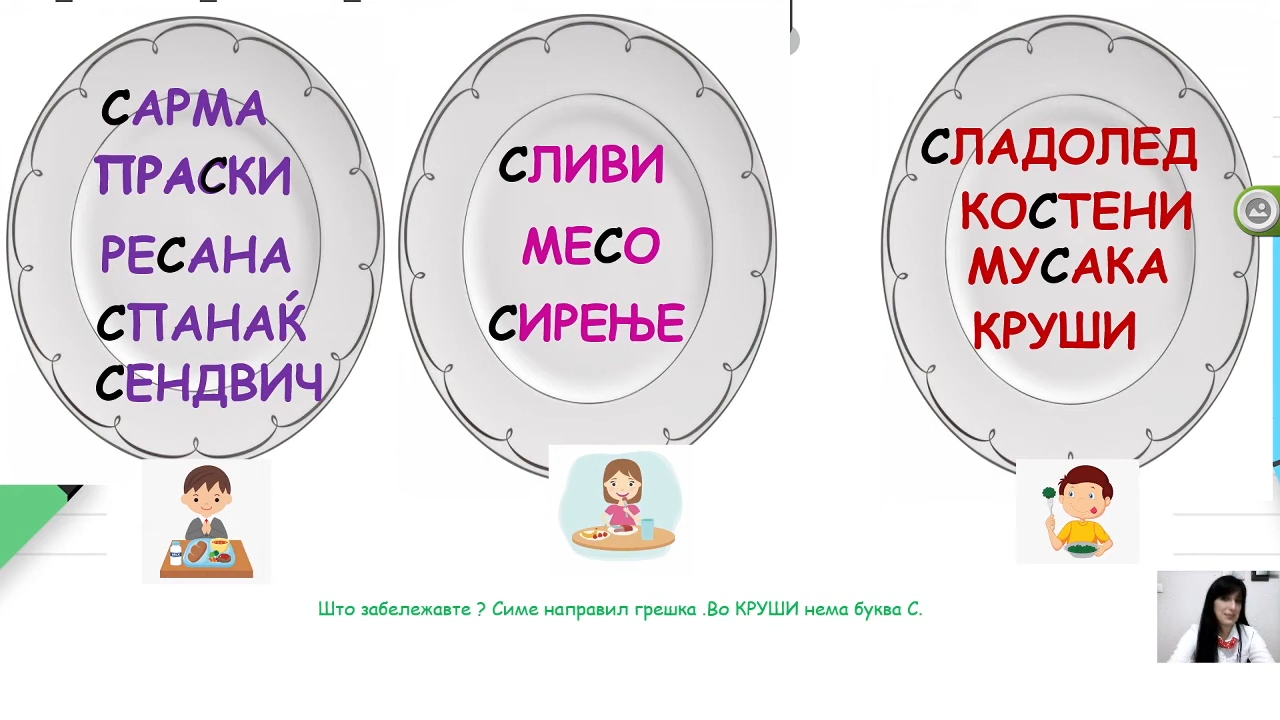 САРМА
ПРАСКИ
РЕСАНА
СПАНАЌ
СЕНДВИЧ
СЛИВИ
МЕСО
СИРЕЊЕ
СЛАДОЛЕД
КОСТЕНИ
МУСАКА
КРУШИ
Што забележавте ? Симе направил грешка .Во КРУШИ нема буква С.